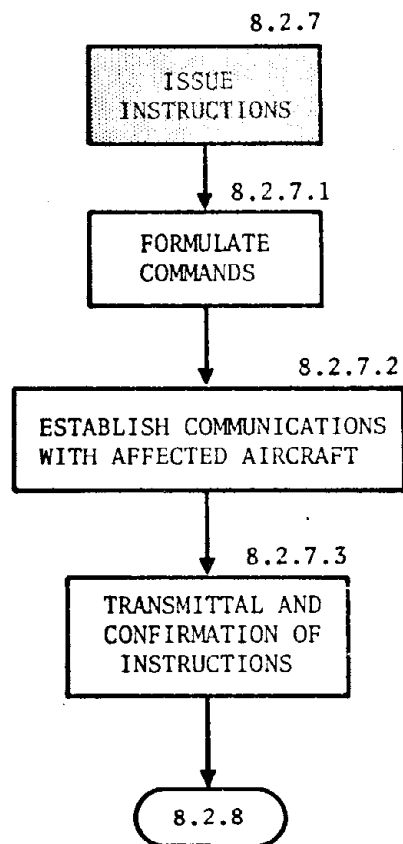 8.2.7
ISSUE
INSTRUCTIONS
8.2.7.1
FORMULATE
COMMANDS
8.2.7.2
ESTABLISH COMMUNICATIONS
WITH AFFECTED AIRCRAFT
8.2.7.3
TRANSMITTAL AND
CONFIRMATION OF
INSTRUCTIONS
8.2.8